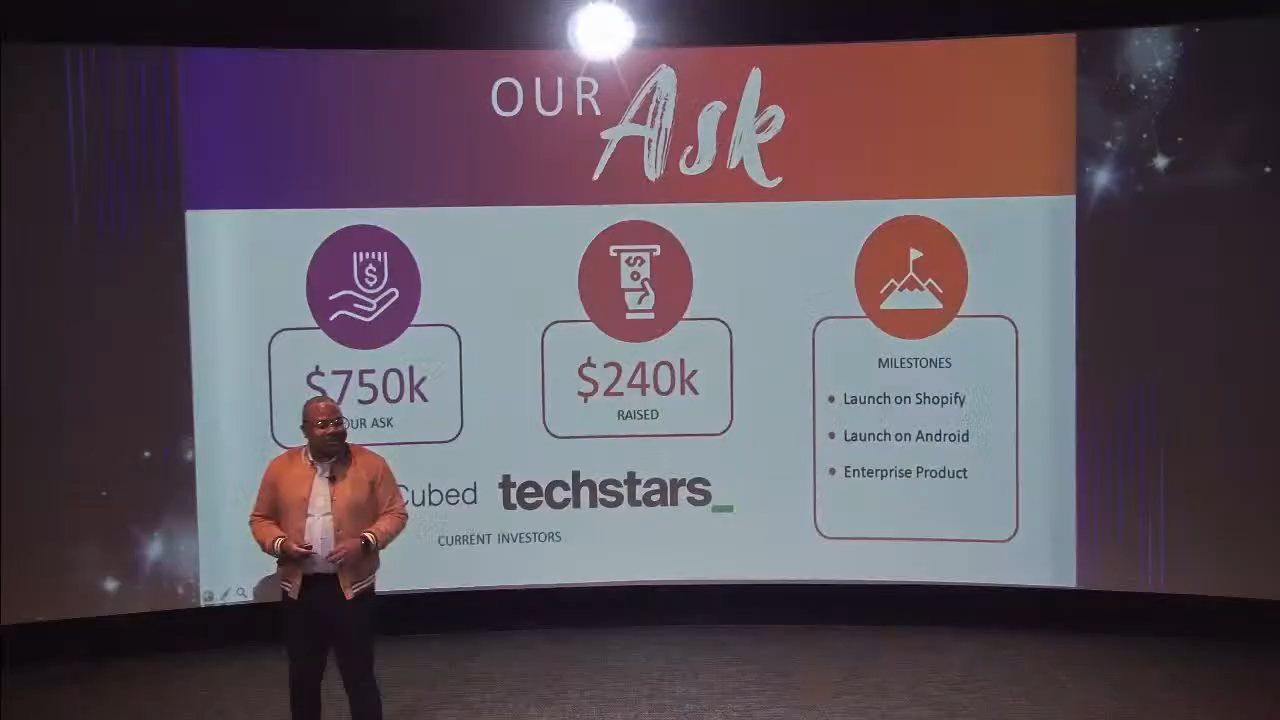 OUR Ask
$750k
OUR ASK
$240k
RAISED
MILESTONES
Launch on Shopify
Launch on Android
Enterprise Product
Cubed
techstars_
CURRENT INVESTORS